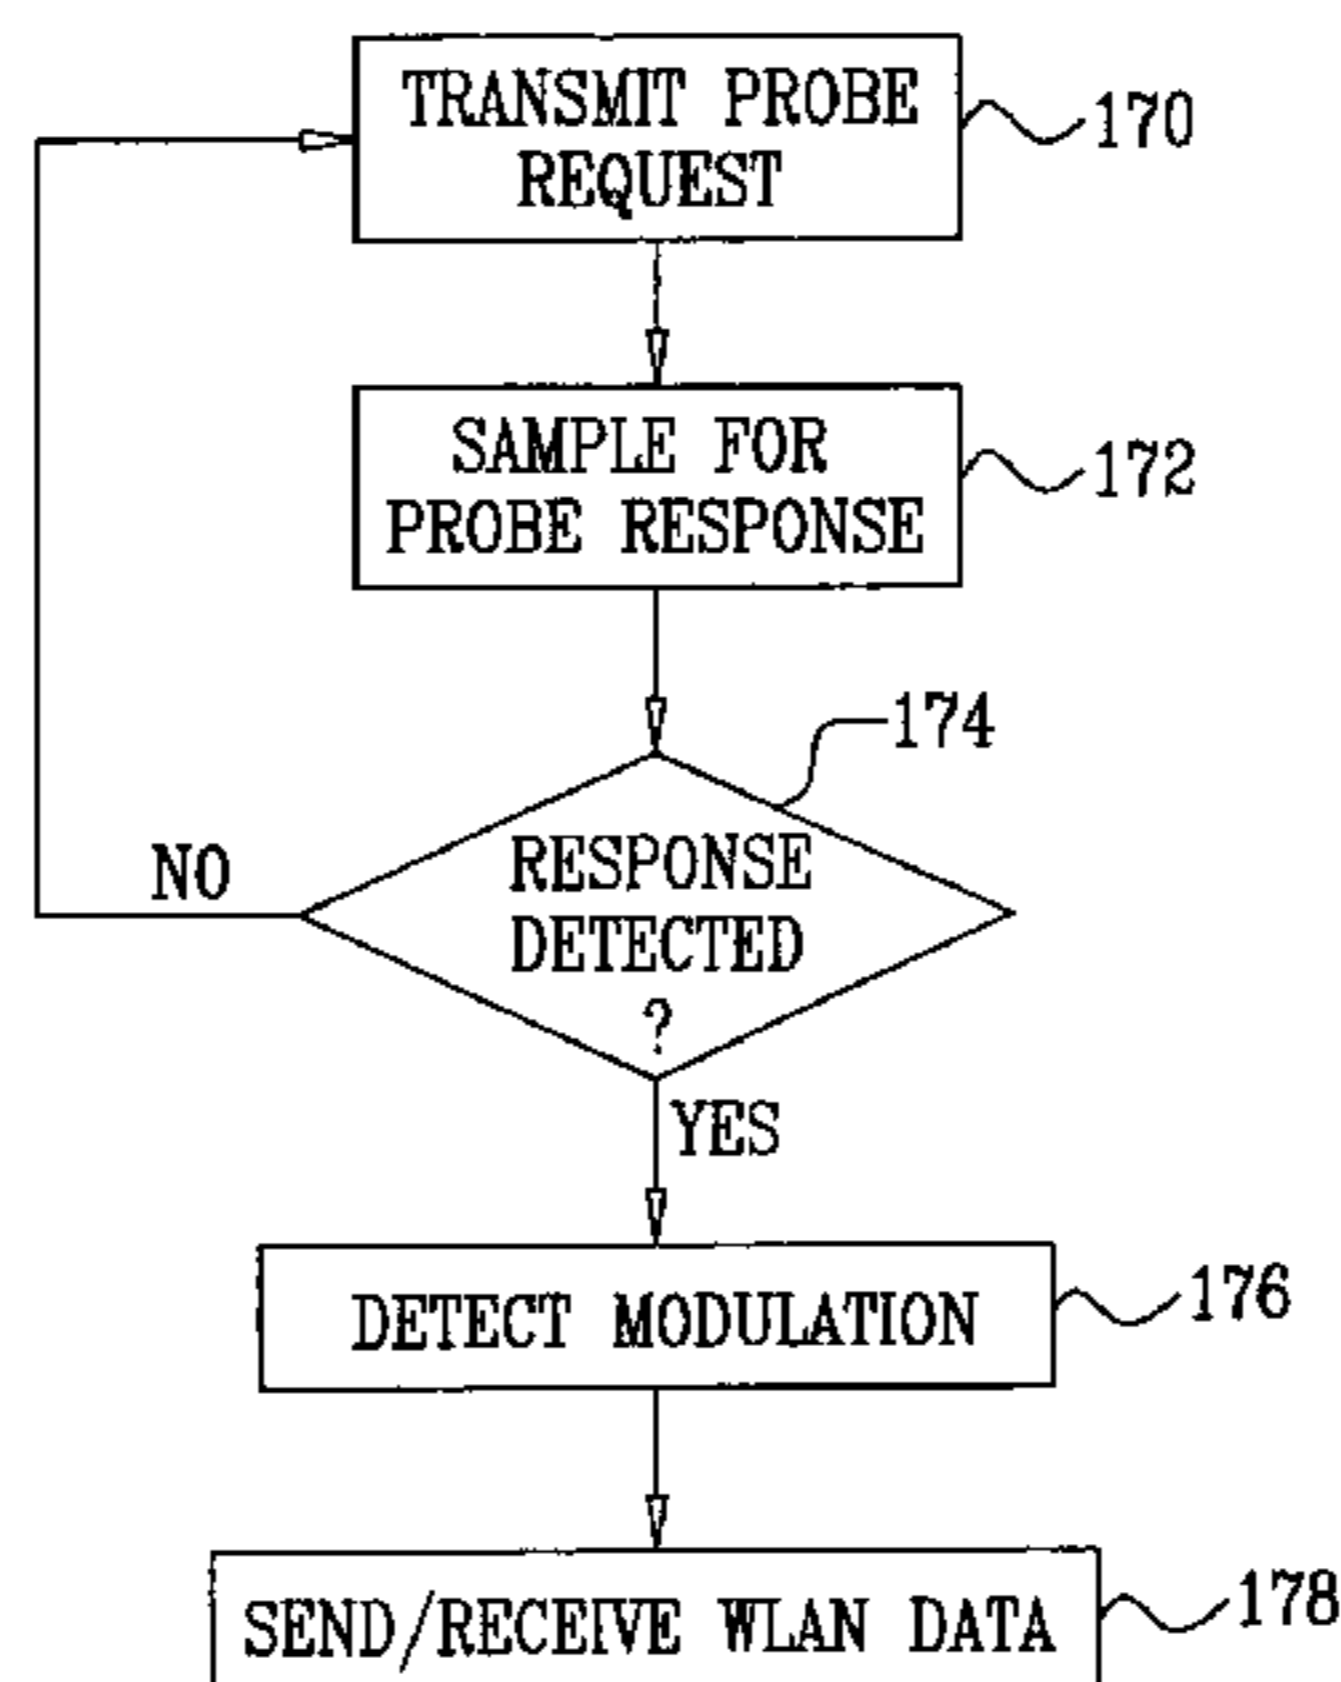 TRANSMIT PROBE
REQUEST
170
SAMPLE FOR
PROBE RESPONSE
172
174
RESPONSE
DETECTED
?
NO
YES
DETECT MODULATION
176
SEND/RECEIVE WLAN DATA
178